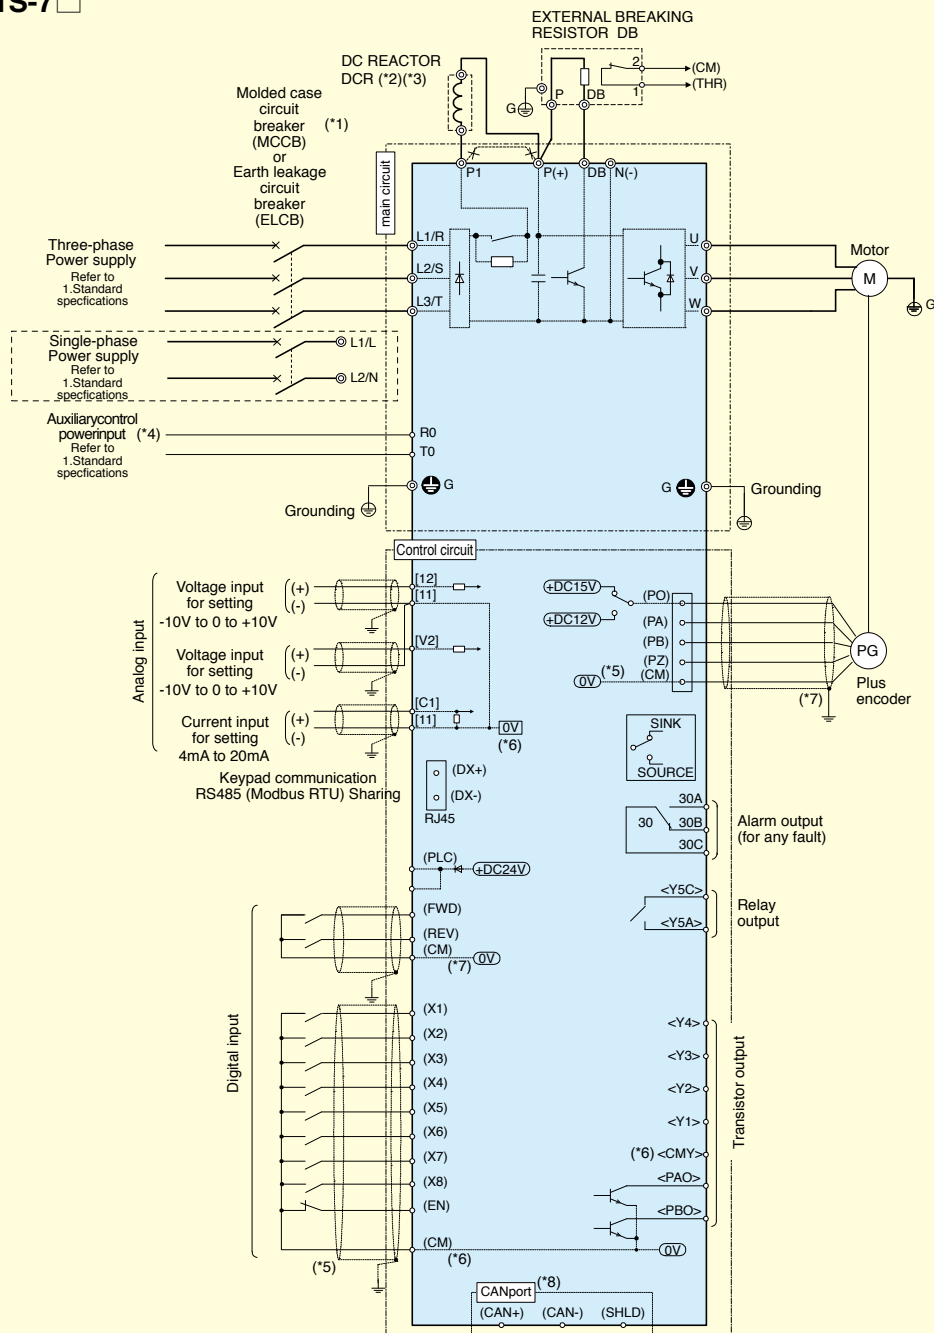 TS-7□
EXTERNAL BREAKING
RESISTOR DB
DC REACTOR
DCR (*2)(*3)
2
(CM)
1
(THR)
P
DB
G
Molded case
circuit
breaker (*1)
(MCCB)
or
Earth leakage
circuit
breaker
(ELCB)
main circuit
P1
P(+)
DB
N(-)
Three-phase
Power supply
Refer to
1.Standard
specfications
L1/R
L2/S
L3/T
U
V
W
Motor
M
G
Single-phase
Power supply
Refer to
1.Standard
specfications
L1/L
L2/N
Auxiliarycontrol
powerinput (*4)
Refer to
1.Standard
specfications
R0
T0
G
G
Grounding
Grounding
Control circuit
Analog input
Voltage input
for setting
-10V to 0 to +10V
(+)
(-)
[12]
[11]
Voltage input
for setting
-10V to 0 to +10V
(+)
(-)
[V2]
Current input
for setting
4mA to 20mA
(+)
(-)
[C1]
[11]
0V
(*6)
+DC15V
+DC12V
0V
(*5)
(PO)
(PA)
(PB)
(PZ)
(CM)
PG
Plus
encoder
(*7)
Keypad communication
RS485 (Modbus RTU) Sharing
(DX+)
(DX-)
RJ45
SINK
SOURCE
30
30A
30B
30C
Alarm output
(for any fault)
(PLC)
+DC24V
<Y5C>
<Y5A>
Relay
output
Digital input
(FWD)
(REV)
(CM)
(*7)
0V
(X1)
(X2)
(X3)
(X4)
(X5)
(X6)
(X7)
(X8)
(EN)
(CM)
(*6)
(*5)
<Y4>
<Y3>
<Y2>
<Y1>
(*6) <CMY>
<PAO>
<PBO>
0V
Transistor output
CANport
(*8)
(CAN+)
(CAN-)
(SHLD)